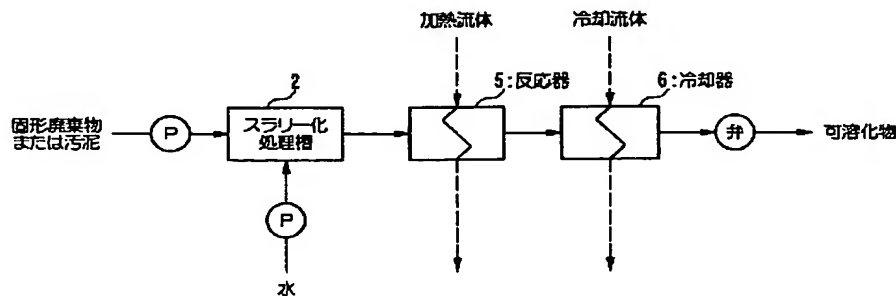 加熱流体
冷却流体
2
5:反応器
6:冷却器
固形廃棄物
または汚泥
P
スラリー化
処理槽
弁
可溶化物
P
水